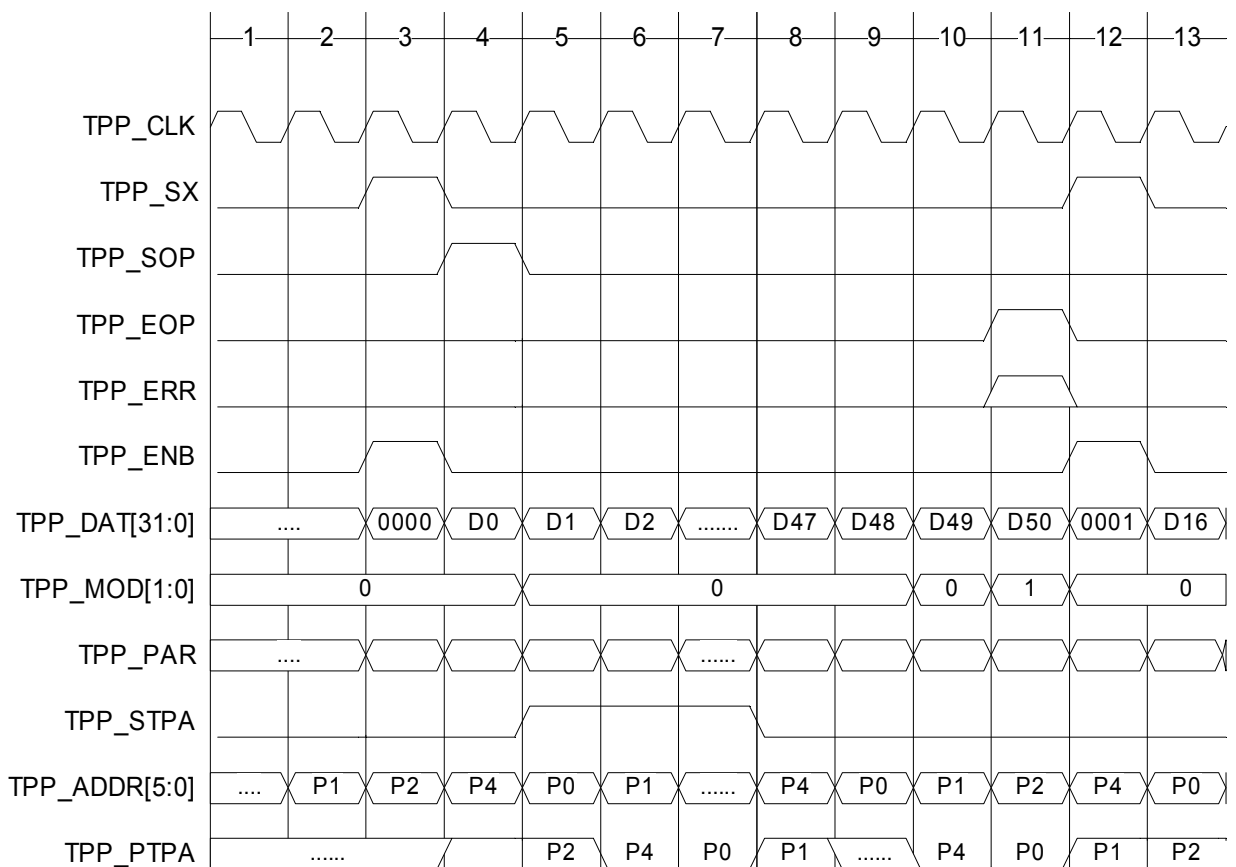 1 2 3 4 5 6 7 8 9 10 11 12 13
TPP_CLK
TPP_SX
TPP_SOP
TPP_EOP
TPP_ERR
TPP_ENB
TPP_DAT[31:0] .... 0000 D0 D1 D2 ....... D47 D48 D49 D50 0001 D16
TPP_MOD[1:0] 0 0 0 1 0
TPP_PAR .... ......
TPP_STPA
TPP_ADDR[5:0] .... P1 P2 P4 P0 P1 ...... P4 P0 P1 P2 P4 P0
TPP_PTPA ...... P2 P4 P0 P1 ...... P4 P0 P1 P2